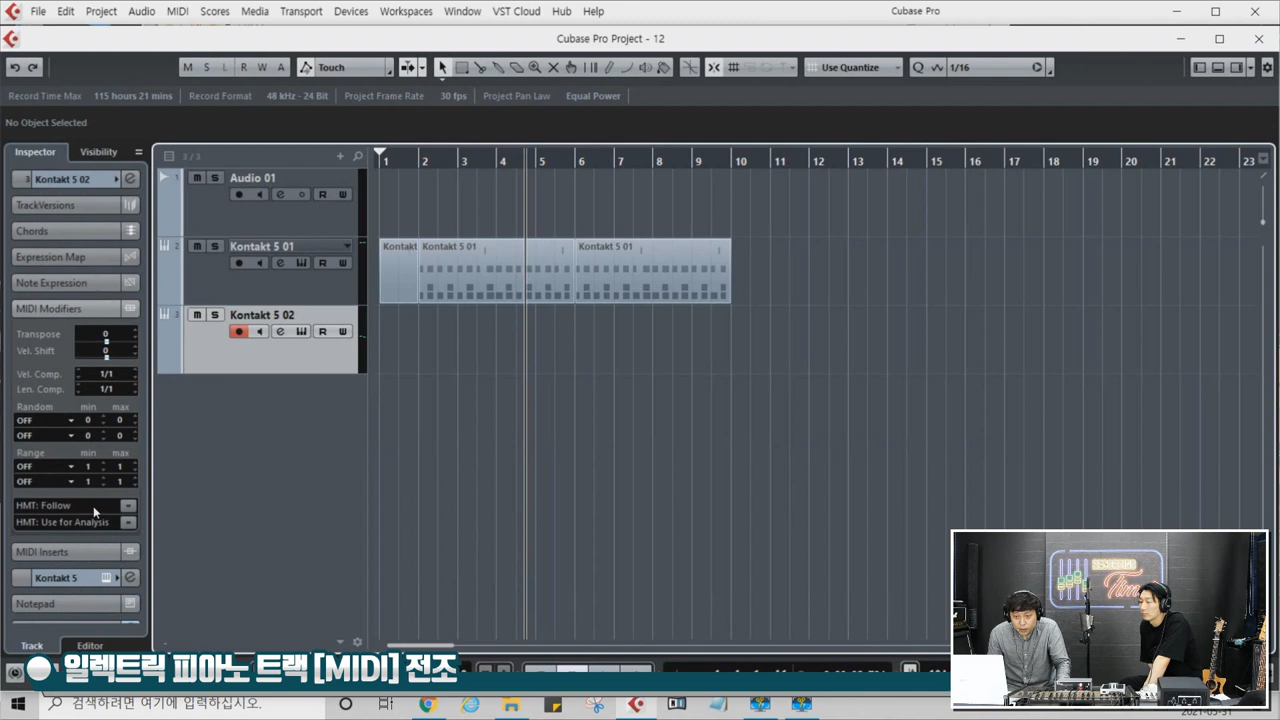 File Edit Project Audio MIDI Scores Media Transport Devices Workspaces Window VST Cloud Hub Help Cubase Pro
Cubase Pro Project - 12
M S L R W A Touch Use Quantize Q 1/16
Record Time Max 115 hours 21 mins Record Format 48 kHz - 24 Bit Project Frame Rate 30 fps Project Pan Law Equal Power
No Object Selected
Inspector Visibility
3 Kontakt 5 02
TrackVersions
Chords
Expression Map
Note Expression
MIDI Modifiers
Transpose 0
Vel. Shift 0
Vel. Comp. 1/1
Len. Comp. 1/1
Random min max
OFF 0 0
OFF 0 0
Range min max
OFF 1 1
OFF 1 1
HMT: Follow
HMT: Use for Analysis
MIDI Inserts
Kontakt 5
Notepad
Track Editor
3 / 3
1 m S Audio 01
R W
2 m S Kontakt 5 01
R W
3 m S Kontakt 5 02
R W
1 2 3 4 5 6 7 8 9 10 11 12 13 14 15 16 17 18 19 20 21 22 23
Kontakt Kontakt 5 01 Kontakt 5 01
일렉트릭 피아노 트랙 [MIDI] 전조
검색하려면 여기에 입력하십시오.
2021-03-31